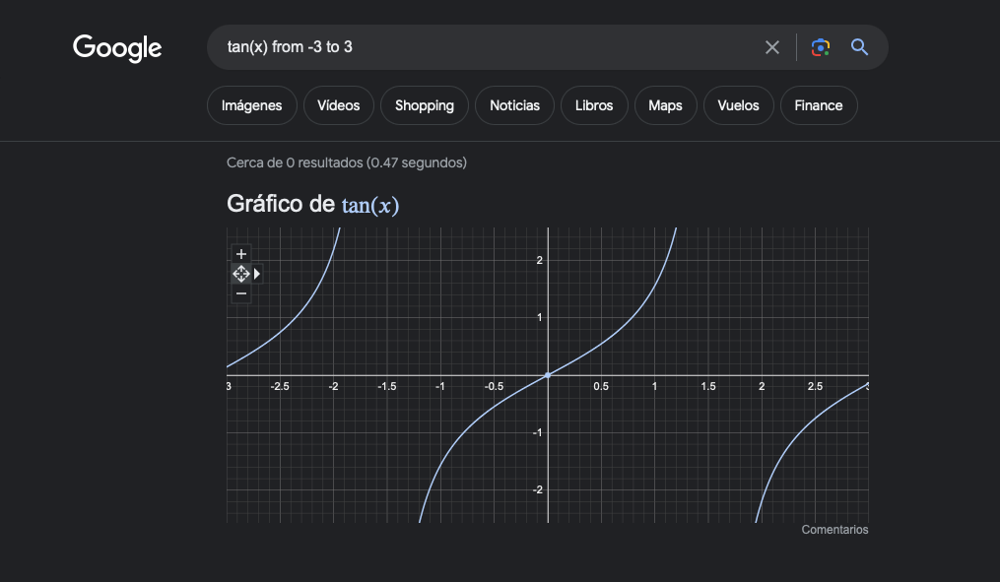 Google
tan(x) from -3 to 3
Imágenes Vídeos Shopping Noticias Libros Maps Vuelos Finance
Cerca de 0 resultados (0.47 segundos)
Gráfico de tan(x)
2
1
3 -2.5 -2 -1.5 -1 -0.5 0.5 1 1.5 2 2.5
-1
-2
Comentarios